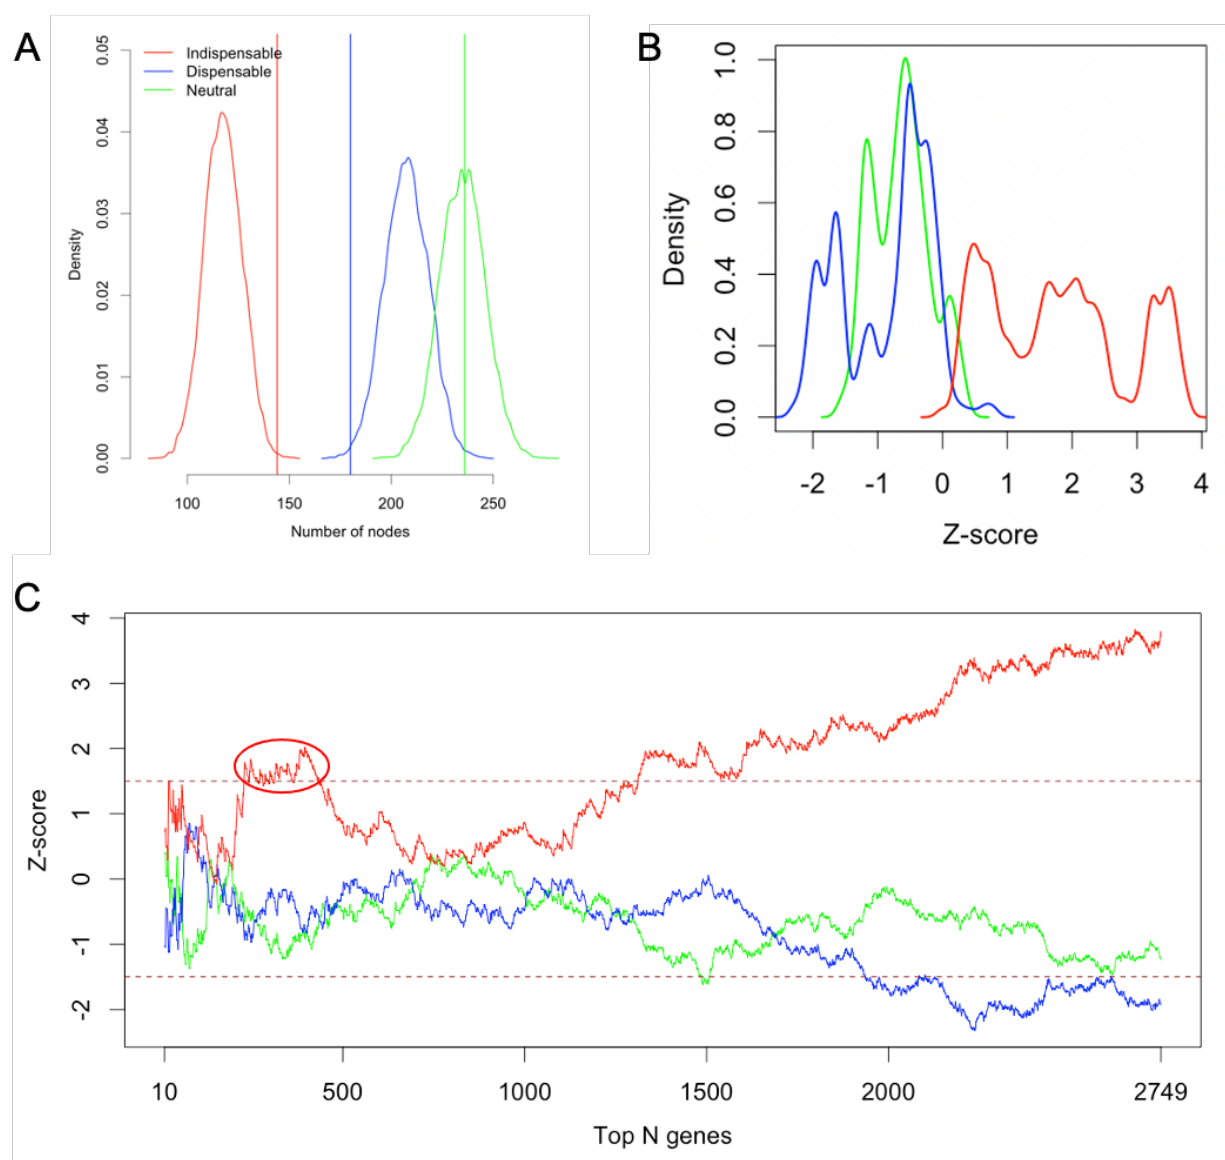 A
Indispensable
Dispensable
Neutral
0.05
0.04
0.03
0.02
0.01
0.00
Density
100 150 200 250
Number of nodes
B
1.0
0.8
0.6
0.4
0.2
0.0
Density
-2 -1 0 1 2 3 4
Z-score
C
4
3
2
1
0
-1
-2
Z-score
10 500 1000 1500 2000 2749
Top N genes